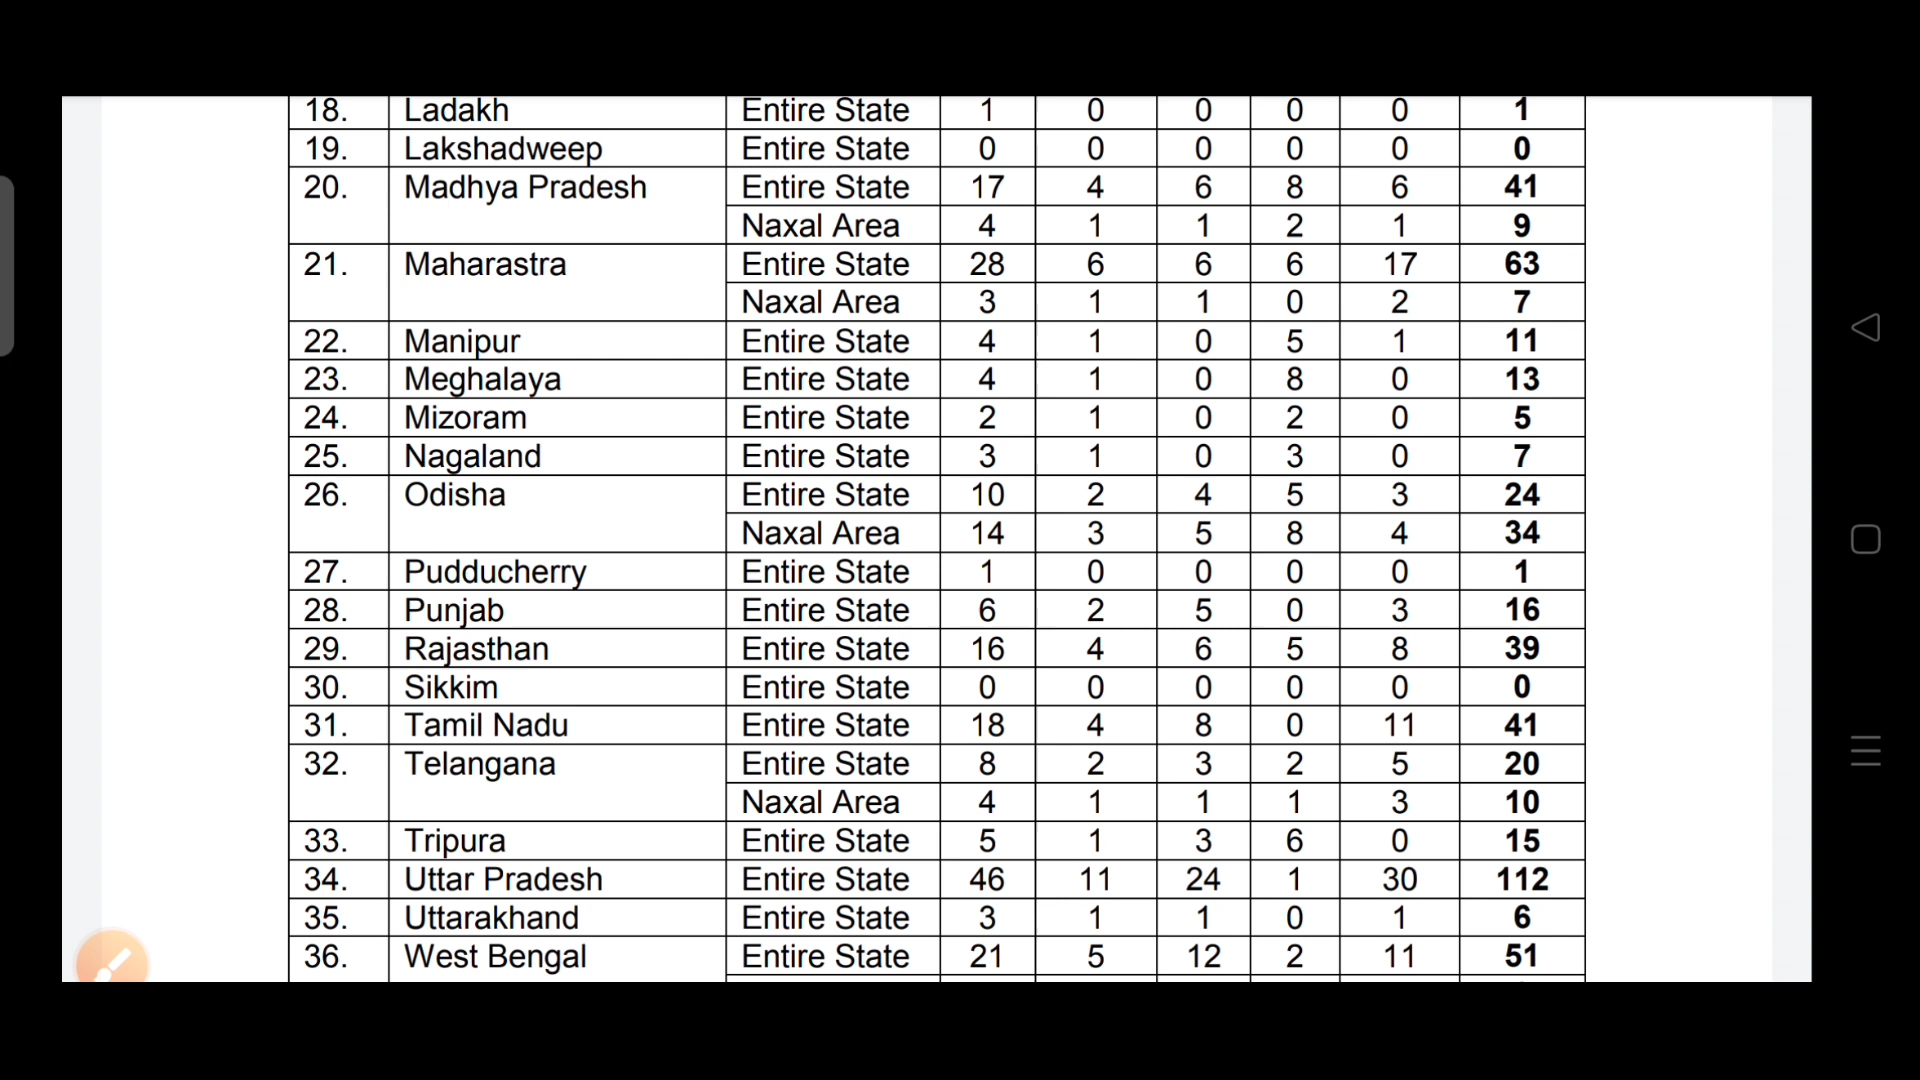 18. Ladakh Entire State 1 0 0 0 0 1
19. Lakshadweep Entire State 0 0 0 0 0 0
20. Madhya Pradesh Entire State 17 4 6 8 6 41
Naxal Area 4 1 1 2 1 9
21. Maharastra Entire State 28 6 6 6 17 63
Naxal Area 3 1 1 0 2 7
22. Manipur Entire State 4 1 0 5 1 11
23. Meghalaya Entire State 4 1 0 8 0 13
24. Mizoram Entire State 2 1 0 2 0 5
25. Nagaland Entire State 3 1 0 3 0 7
26. Odisha Entire State 10 2 4 5 3 24
Naxal Area 14 3 5 8 4 34
27. Pudducherry Entire State 1 0 0 0 0 1
28. Punjab Entire State 6 2 5 0 3 16
29. Rajasthan Entire State 16 4 6 5 8 39
30. Sikkim Entire State 0 0 0 0 0 0
31. Tamil Nadu Entire State 18 4 8 0 11 41
32. Telangana Entire State 8 2 3 2 5 20
Naxal Area 4 1 1 1 3 10
33. Tripura Entire State 5 1 3 6 0 15
34. Uttar Pradesh Entire State 46 11 24 1 30 112
35. Uttarakhand Entire State 3 1 1 0 1 6
36. West Bengal Entire State 21 5 12 2 11 51